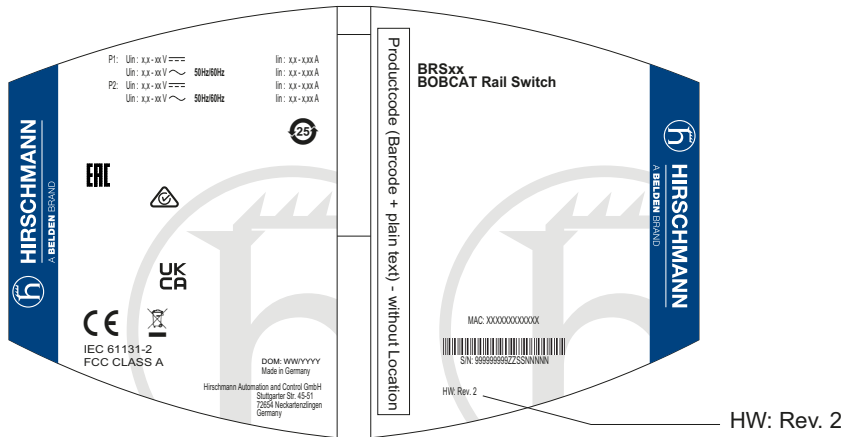 P1: Uin : x,x - xx V Iin : x,x - x,xx A
Uin : x,x - xx V 50Hz/60Hz Iin : x,x - x,xx A
P2: Uin : x,x - xx V Iin : x,x - x,xx A
Uin : x,x - xx V 50Hz/60Hz Iin : x,x - x,xx A
25
EAC
UK
CA
CE
IEC 61131-2
FCC CLASS A
DOM: WW/YYYY
Made in Germany
Hirschmann Automation and Control GmbH
Stuttgarter Str. 45-51
72654 Neckartenzlingen
Germany
HIRSCHMANN
A BELDEN BRAND
Productcode (Barcode + plain text) - without Location
BRSxx
BOBCAT Rail Switch
MAC: XXXXXXXXXXXX
S/N: 999999999ZZSSNNNNN
HW: Rev. 2
HIRSCHMANN
A BELDEN BRAND
HW: Rev. 2